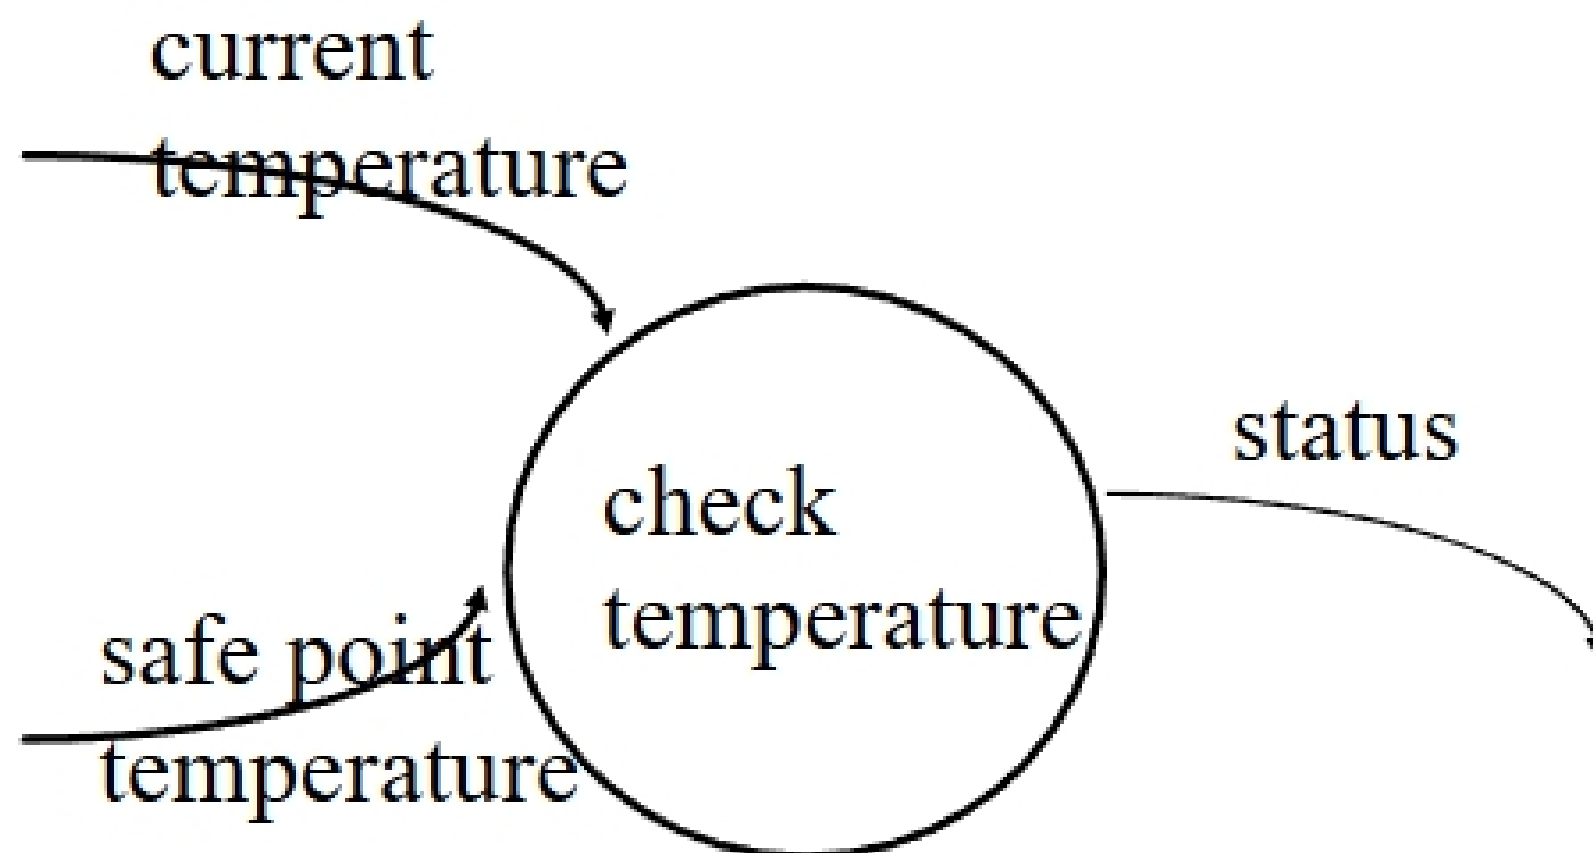 current
temperature
status
check
temperature
safe point
temperature